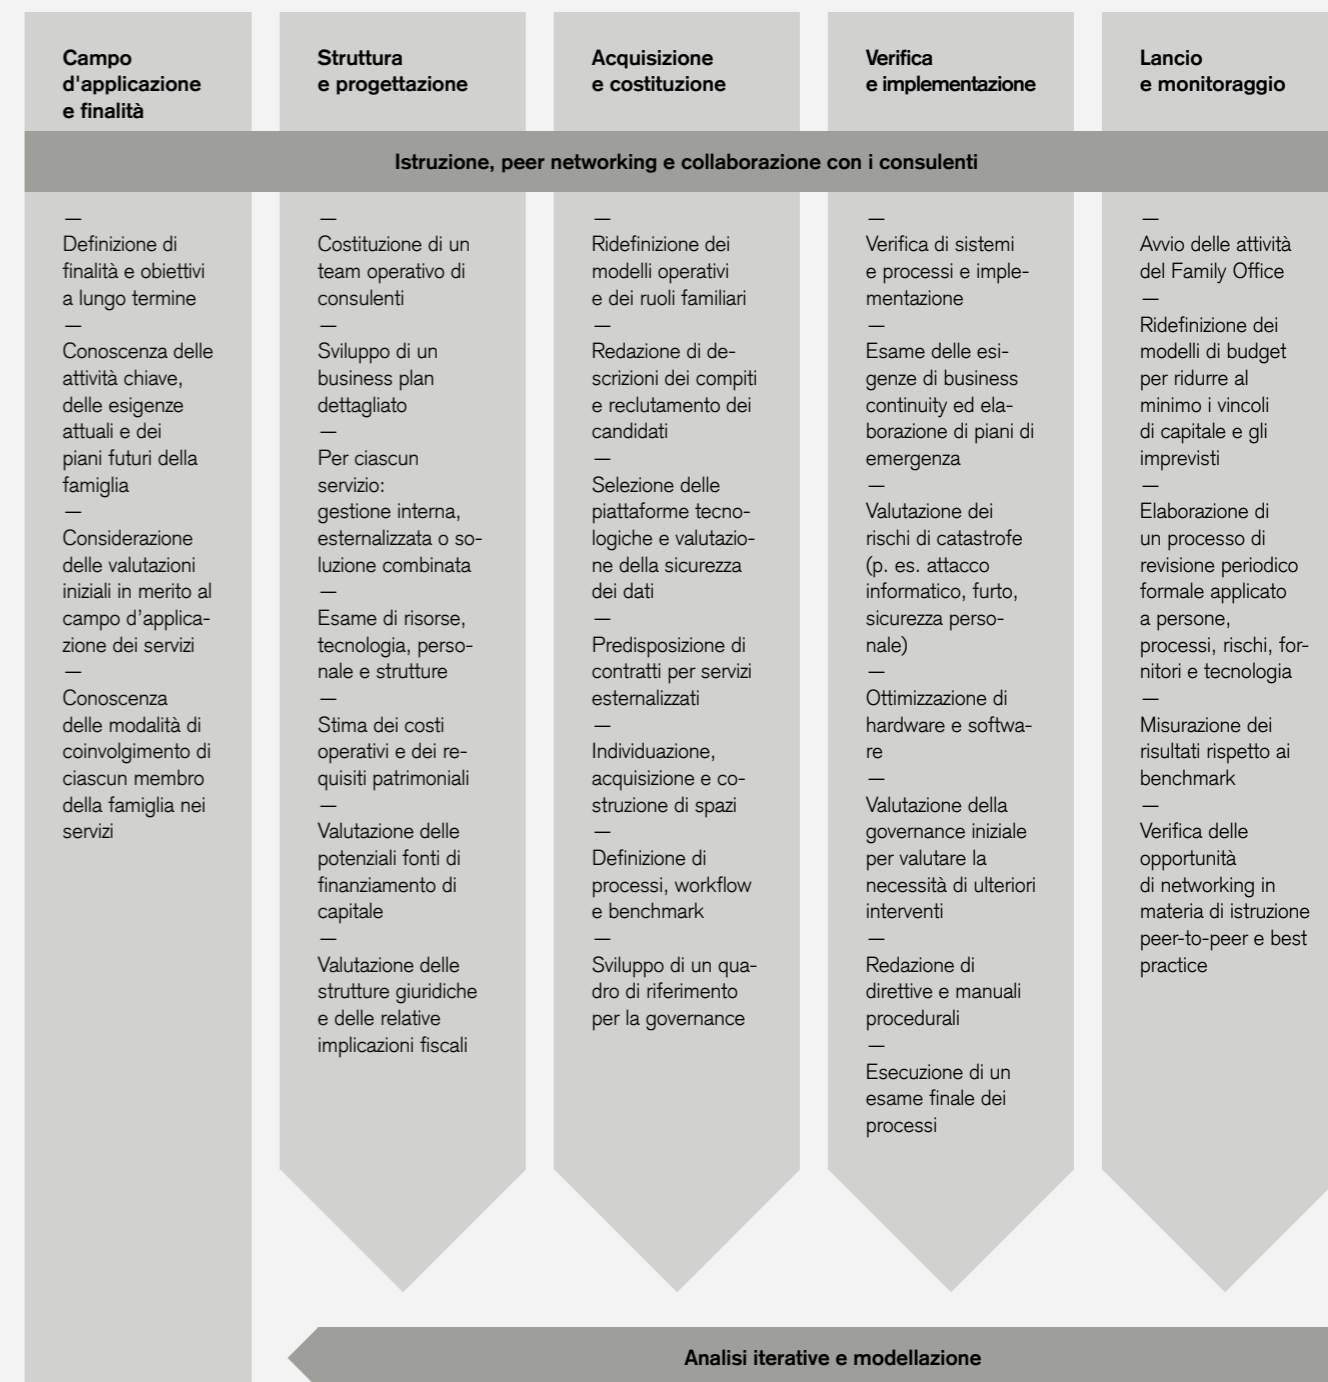 Campo
d'applicazione
e finalità
Struttura
e progettazione
Acquisizione
e costituzione
Verifica
e implementazione
Lancio
e monitoraggio
Istruzione, peer networking e collaborazione con i consulenti
—
Definizione di
finalità e obiettivi
a lungo termine
—
Conoscenza delle
attività chiave,
delle esigenze
attuali e dei
piani futuri della
famiglia
—
Considerazione
delle valutazioni
iniziali in merito al
campo d'applica-
zione dei servizi
—
Conoscenza
delle modalità di
coinvolgimento di
ciascun membro
della famiglia nei
servizi
—
Costituzione di un
team operativo di
consulenti
—
Sviluppo di un
business plan
dettagliato
—
Per ciascun
servizio:
gestione interna,
esternalizzata o so-
luzione combinata
—
Esame di risorse,
tecnologia, perso-
nale e strutture
—
Stima dei costi
operativi e dei re-
quisiti patrimoniali
—
Valutazione delle
potenziali fonti di
finanziamento di
capitale
—
Valutazione delle
strutture giuridiche
e delle relative
implicazioni fiscali
—
Ridefinizione dei
modelli operativi
e dei ruoli familiari
—
Redazione di de-
scrizioni dei compiti
e reclutamento dei
candidati
—
Selezione delle
piattaforme tecno-
logiche e valutazio-
ne della sicurezza
dei dati
—
Predisposizione di
contratti per servizi
esternalizzati
—
Individuazione,
acquisizione e co-
struzione di spazi
—
Definizione di
processi, workflow
e benchmark
—
Sviluppo di un qua-
dro di riferimento
per la governance
—
Verifica di sistemi
e processi e imple-
mentazione
—
Esame delle esi-
genze di business
continuity ed ela-
borazione di piani di
emergenza
—
Valutazione dei
rischi di catastrofe
(p. es. attacco
informatico, furto,
sicurezza perso-
nale)
—
Ottimizzazione di
hardware e softwa-
re
—
Valutazione della
governance iniziale
per valutare la
necessità di ulteriori
interventi
—
Redazione di
direttive e manuali
procedurali
—
Esecuzione di un
esame finale dei
processi
—
Avvio delle attività
del Family Office
—
Ridefinizione dei
modelli di budget
per ridurre al
minimo i vincoli
di capitale e gli
imprevisti
—
Elaborazione di
un processo di
revisione periodico
formale applicato
a persone,
processi, rischi, for-
nitori e tecnologia
—
Misurazione dei
risultati rispetto ai
benchmark
—
Verifica delle
opportunità
di networking in
materia di istruzione
peer-to-peer e best
practice
Analisi iterative e modellazione